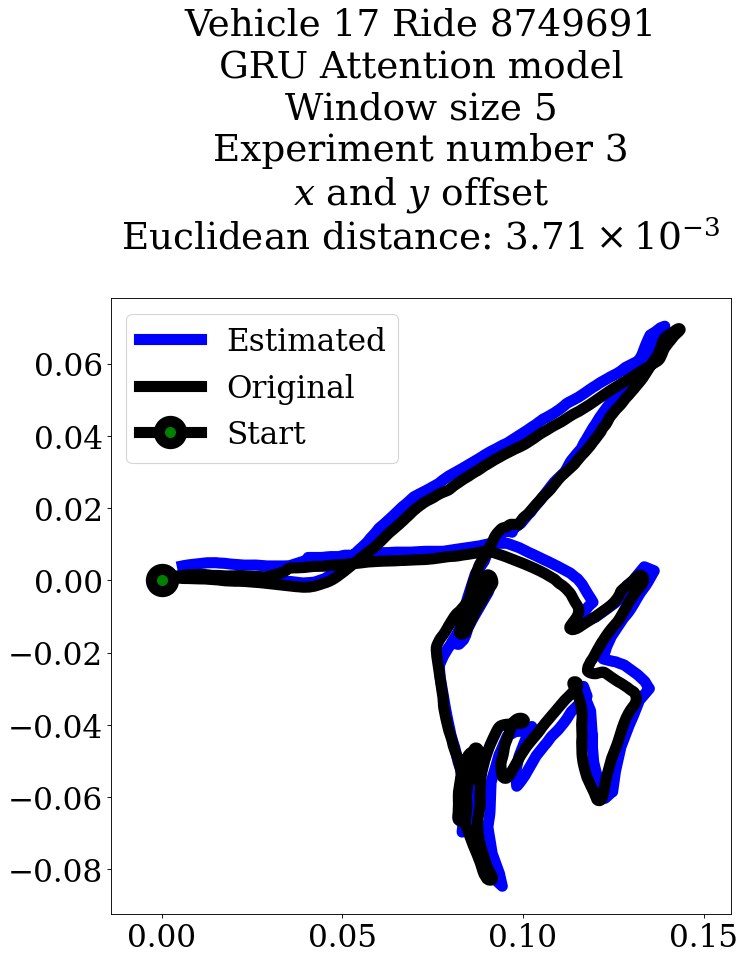 Vehicle 17 Ride 8749691
GRU Attention model
Window size 5
Experiment number 3
x and y offset
Euclidean distance: 3.71 × 10⁻³
Estimated
Original
Start
0.06
0.04
0.02
0.00
−0.02
−0.04
−0.06
−0.08
0.00 0.05 0.10 0.15